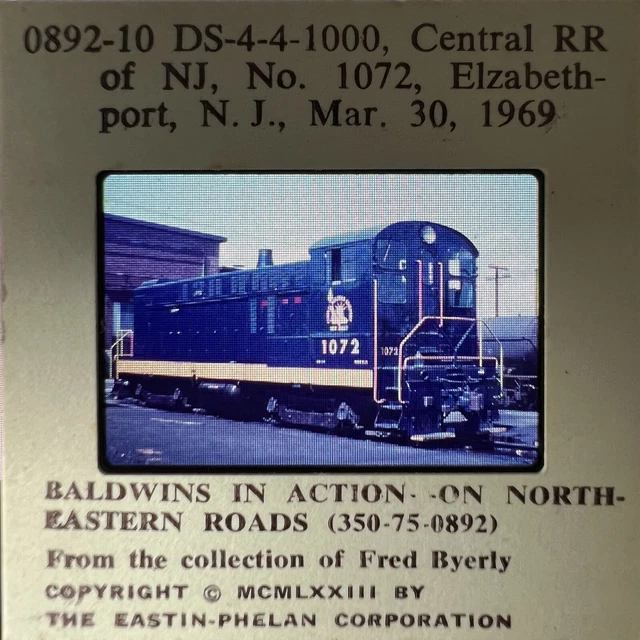 0892-10 DS-4-4-1000, Central RR
of NJ, No. 1072, Elzabeth-
port, N. J., Mar. 30, 1969
1072
1072
BALDWINS IN ACTION- -ON NORTH-
EASTERN ROADS (350-75-0892)
From the collection of Fred Byerly
COPYRIGHT © MCMLXXIII BY
THE EASTIN-PHELAN CORPORATION